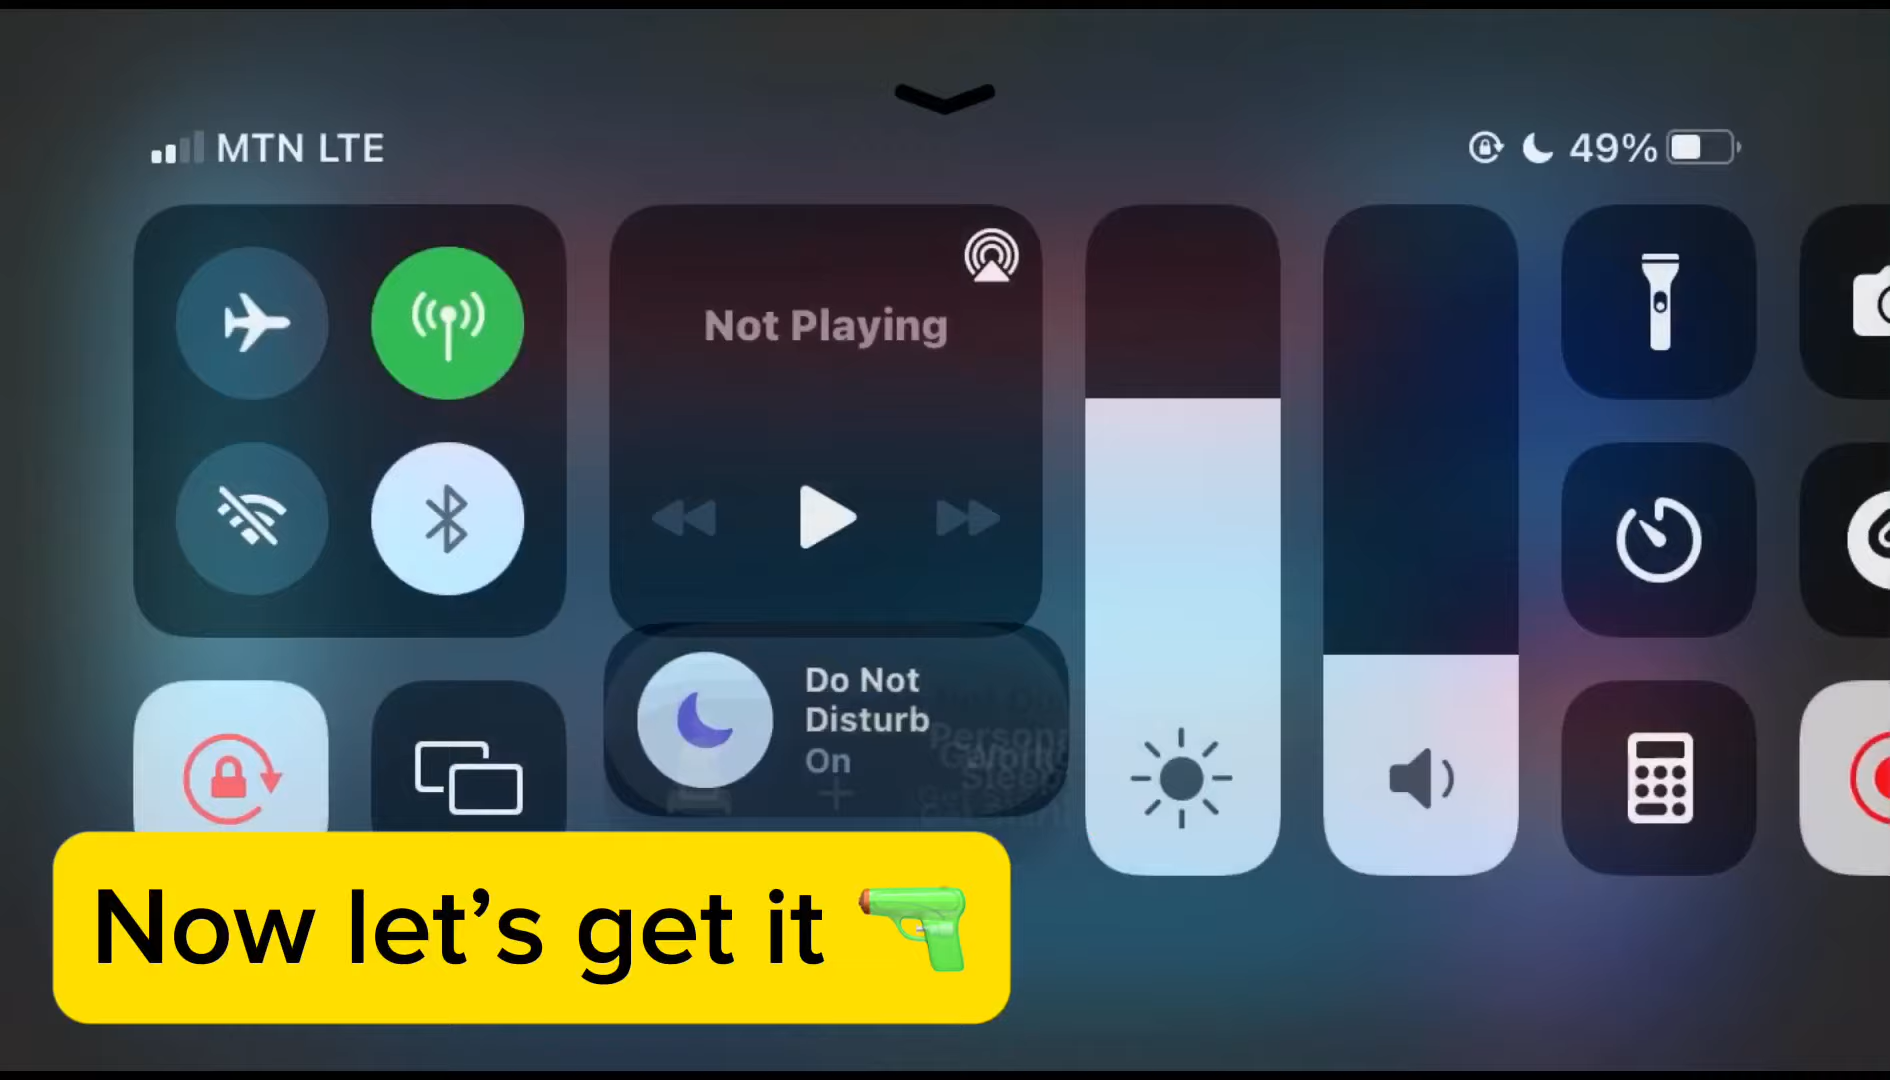 MTN LTE
49%
Not Playing
Do Not
Disturb
On
Now let's get it